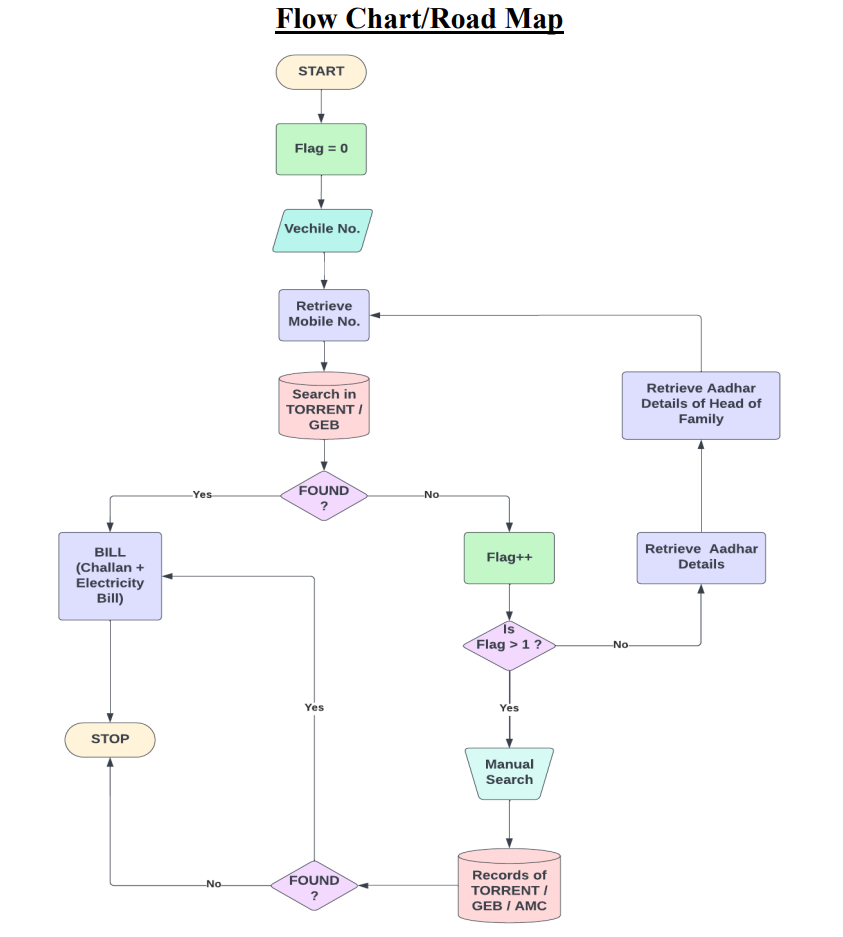 Flow Chart/Road Map
START
Flag = 0
Vechile No.
Retrieve
Mobile No.
Search in
TORRENT /
GEB
Retrieve Aadhar
Details of Head of
Family
FOUND
?
Yes
No
BILL
(Challan +
Electricity
Bill)
Flag++
Retrieve Aadhar
Details
Is
Flag > 1 ?
No
Yes
Yes
STOP
Manual
Search
Records of
TORRENT /
GEB / AMC
FOUND
?
No